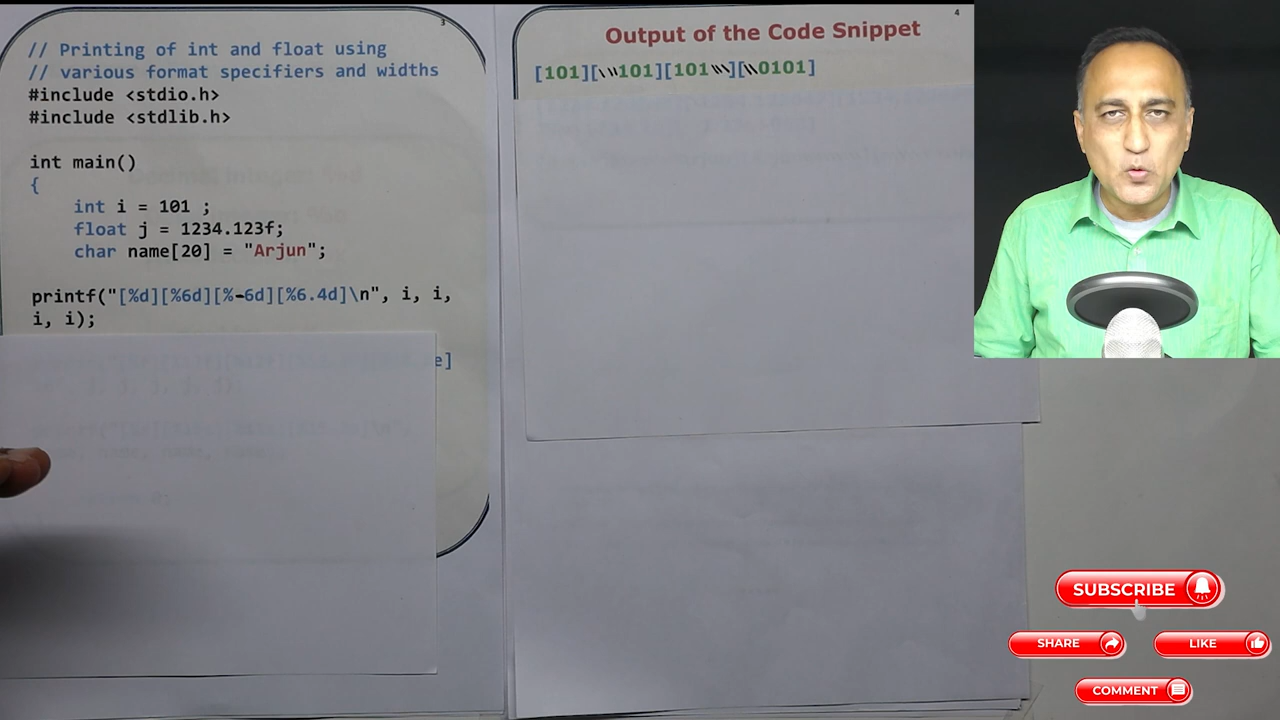 3
// Printing of int and float using
// various format specifiers and widths
#include <stdio.h>
#include <stdlib.h>
int main()
{
int i = 101 ;
float j = 1234.123f;
char name[20] = "Arjun";
printf("[%d][%6d][%-6d][%6.4d]\n", i, i,
i, i);
e]
4
Output of the Code Snippet
[101][\\\101][101\\\][\\0101]
SUBSCRIBE
SHARE
LIKE
COMMENT